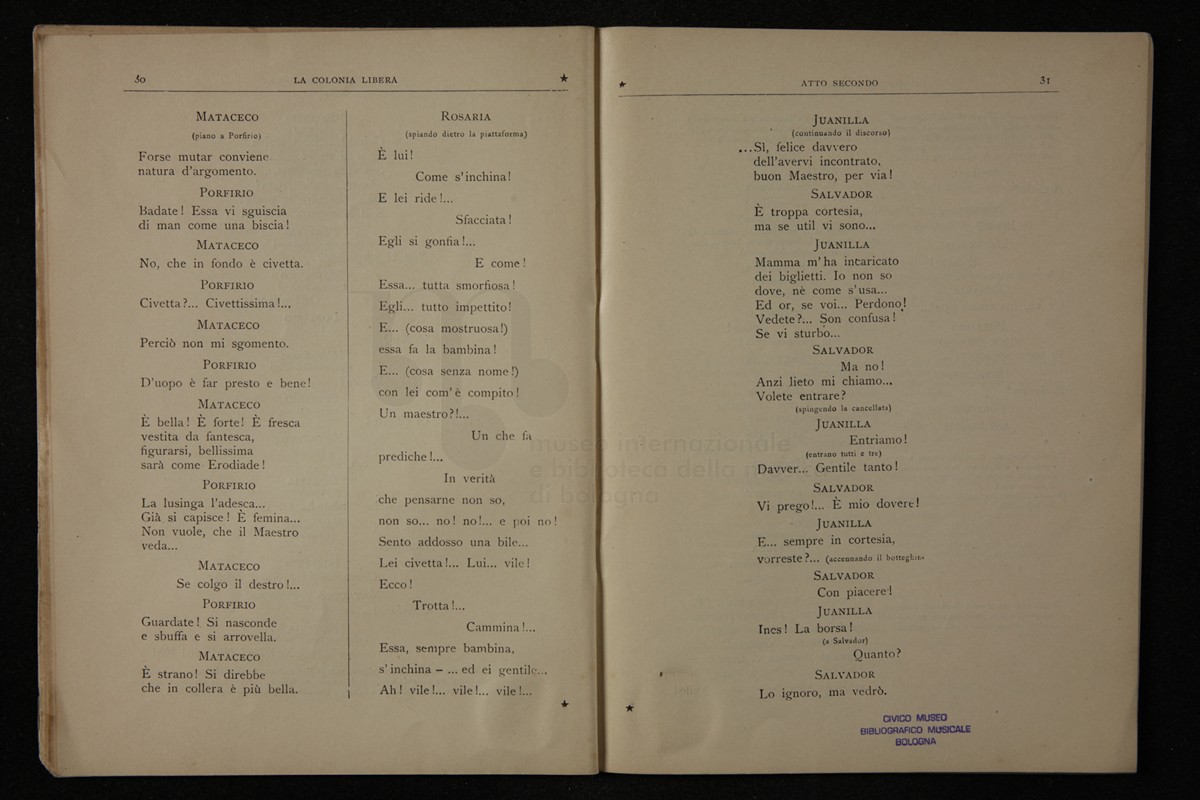 30
LA COLONIA LIBERA
★
MATACECO
(piano a Porfirio)
Forse mutar conviene
natura d'argomento.
PORFIRIO
Badate! Essa vi sguiscia
di man come una biscia!
MATACECO
No, che in fondo è civetta.
PORFIRIO
Civetta?... Civettissima!...
MATACECO
Perciò non mi sgomento.
PORFIRIO
D'uopo è far presto e bene!
MATACECO
È bella! È forte! È fresca
vestita da fantesca,
figurarsi, bellissima
sarà come Erodiade!
PORFIRIO
La lusinga l'adesca...
Già si capisce! È femina...
Non vuole, che il Maestro
veda...
MATACECO
Se colgo il destro!...
PORFIRIO
Guardate! Si nasconde
e sbuffa e si arrovella.
MATACECO
È strano! Si direbbe
che in collera è più bella.
ROSARIA
(spiando dietro la piattaforma)
È lui!
Come s'inchina!
E lei ride!...
Sfacciata!
Egli si gonfia!...
E come!
Essa... tutta smorfiosa!
Egli... tutto impettito!
E... (cosa mostruosa!)
essa fa la bambina!
E... (cosa senza nome!)
con lei com'è compito!
Un maestro?!...
Un che fa
prediche!...
In verità
che pensarne non so,
non so... no! no!... e poi no!
Sento addosso una bile...
Lei civetta!... Lui... vile!
Ecco!
Trotta!...
Cammina!...
Essa, sempre bambina,
s'inchina — ... ed ei gentile...
Ah! vile!... vile!... vile!...
★
★
ATTO SECONDO
31
JUANILLA
(continuando il discorso)
...Sì, felice davvero
dell'avervi incontrato,
buon Maestro, per via!
SALVADOR
È troppa cortesia,
ma se util vi sono...
JUANILLA
Mamma m'ha incaricato
dei biglietti. Io non so
dove, nè come s'usa...
Ed or, se voi... Perdono!
Vedete?... Son confusa!
Se vi sturbo...
SALVADOR
Ma no!
Anzi lieto mi chiamo...
Volete entrare?
(spingendo la cancellata)
JUANILLA
Entriamo!
(entrano tutti e tre)
Davver... Gentile tanto!
SALVADOR
Vi prego!... È mio dovere!
JUANILLA
E... sempre in cortesia,
vorreste?... (accennando il botteghino
SALVADOR
Con piacere!
JUANILLA
Ines! La borsa!
(a Salvador)
Quanto?
SALVADOR
Lo ignoro, ma vedrò.
★
CIVICO MUSEO
BIBLIOGRAFICO MUSICALE
BOLOGNA
museo internazionale
e biblioteca della m
di bologna